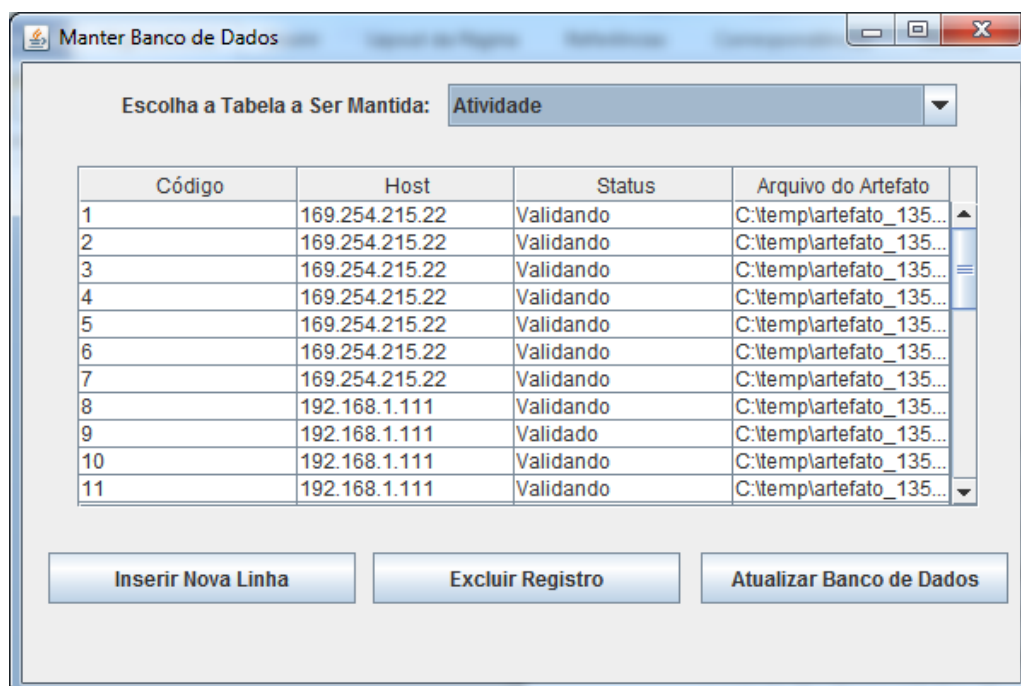 Manter Banco de Dados
Escolha a Tabela a Ser Mantida: Atividade
Código Host Status Arquivo do Artefato
1 169.254.215.22 Validando C:\temp\artefato_135...
2 169.254.215.22 Validando C:\temp\artefato_135...
3 169.254.215.22 Validando C:\temp\artefato_135...
4 169.254.215.22 Validando C:\temp\artefato_135...
5 169.254.215.22 Validando C:\temp\artefato_135...
6 169.254.215.22 Validando C:\temp\artefato_135...
7 169.254.215.22 Validando C:\temp\artefato_135...
8 192.168.1.111 Validando C:\temp\artefato_135...
9 192.168.1.111 Validado C:\temp\artefato_135...
10 192.168.1.111 Validando C:\temp\artefato_135...
11 192.168.1.111 Validando C:\temp\artefato_135...
Inserir Nova Linha Excluir Registro Atualizar Banco de Dados